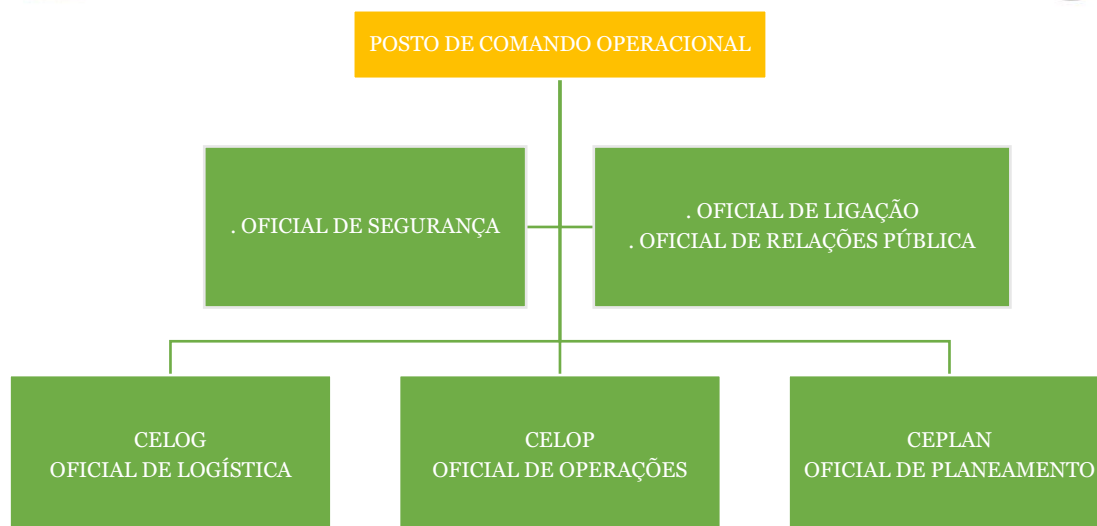 POSTO DE COMANDO OPERACIONAL
. OFICIAL DE SEGURANÇA
. OFICIAL DE LIGAÇÃO
. OFICIAL DE RELAÇÕES PÚBLICA
CELOG
OFICIAL DE LOGÍSTICA
CELOP
OFICIAL DE OPERAÇÕES
CEPLAN
OFICIAL DE PLANEAMENTO